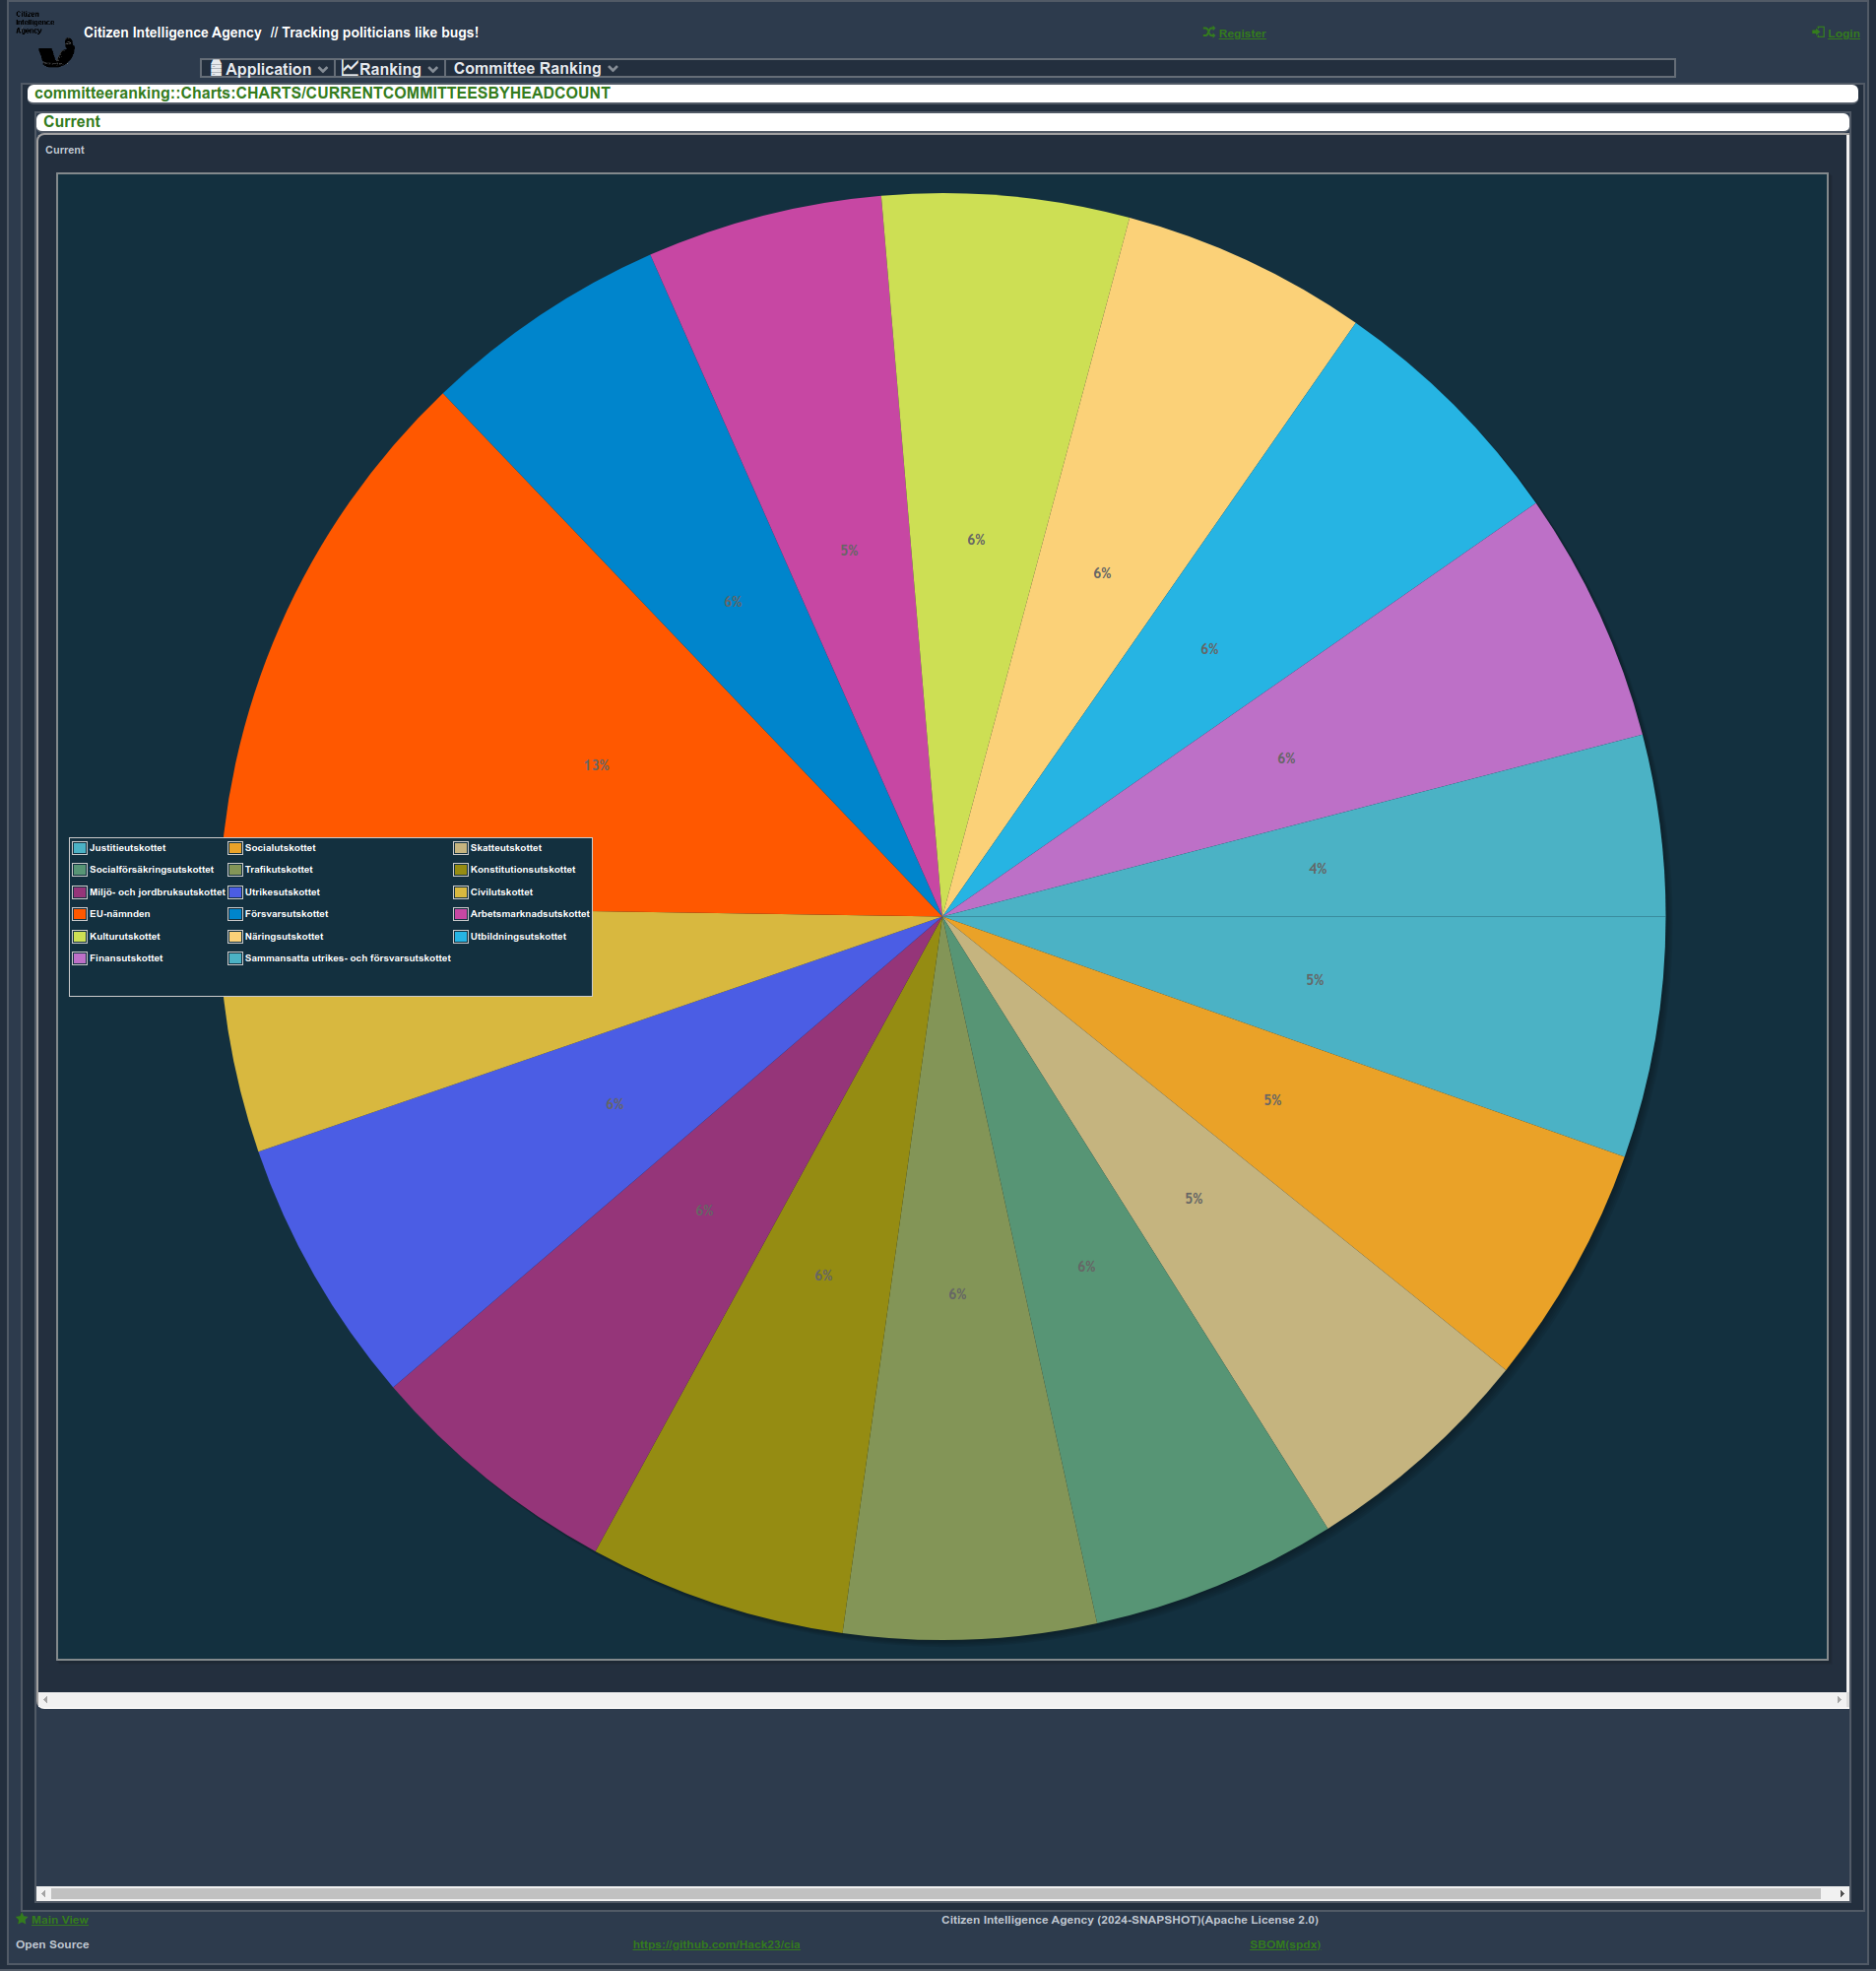 Citizen
Intelligence
Agency
Citizen Intelligence Agency // Tracking politicians like bugs!
Register
Login
Application
Ranking
Committee Ranking
committeeranking::Charts:CHARTS/CURRENTCOMMITTEESBYHEADCOUNT
Current
Current
6%
5%
6%
6%
6%
6%
13%
6%
4%
5%
5%
5%
6%
6%
6%
6%
6%
Justitieutskottet Socialutskottet Skatteutskottet
Socialförsäkringsutskottet Trafikutskottet Konstitutionsutskottet
Miljö- och jordbruksutskottet Utrikesutskottet Civilutskottet
EU-nämnden Försvarsutskottet Arbetsmarknadsutskottet
Kulturutskottet Näringsutskottet Utbildningsutskottet
Finansutskottet Sammansatta utrikes- och försvarsutskottet
Main View
Citizen Intelligence Agency (2024-SNAPSHOT)(Apache License 2.0)
Open Source
https://github.com/Hack23/cia
SBOM(spdx)